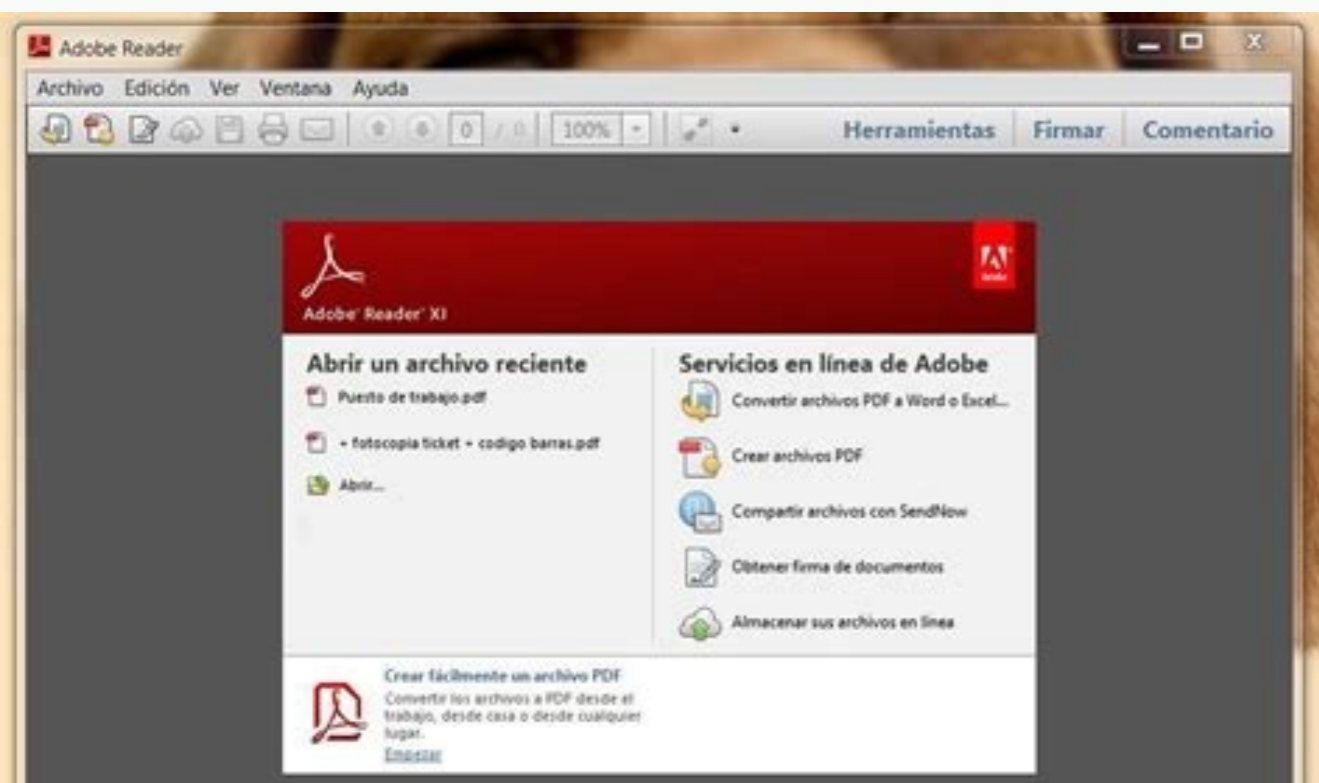 Adobe Reader
Archivo Edición Ver Ventana Ayuda
0 / 0 100% Herramientas Firmar Comentario
Adobe
Adobe® Reader® XI
Abrir un archivo reciente
Puesto de trabajo.pdf
+ fotocopia ticket + codigo barras.pdf
Abrir...
Servicios en línea de Adobe
Convertir archivos PDF a Word o Excel...
Crear archivos PDF
Compartir archivos con SendNow
Obtener firma de documentos
Almacenar sus archivos en línea
Crear fácilmente un archivo PDF
Convertir los archivos a PDF desde el
trabajo, desde casa o desde cualquier
lugar.
Empezar